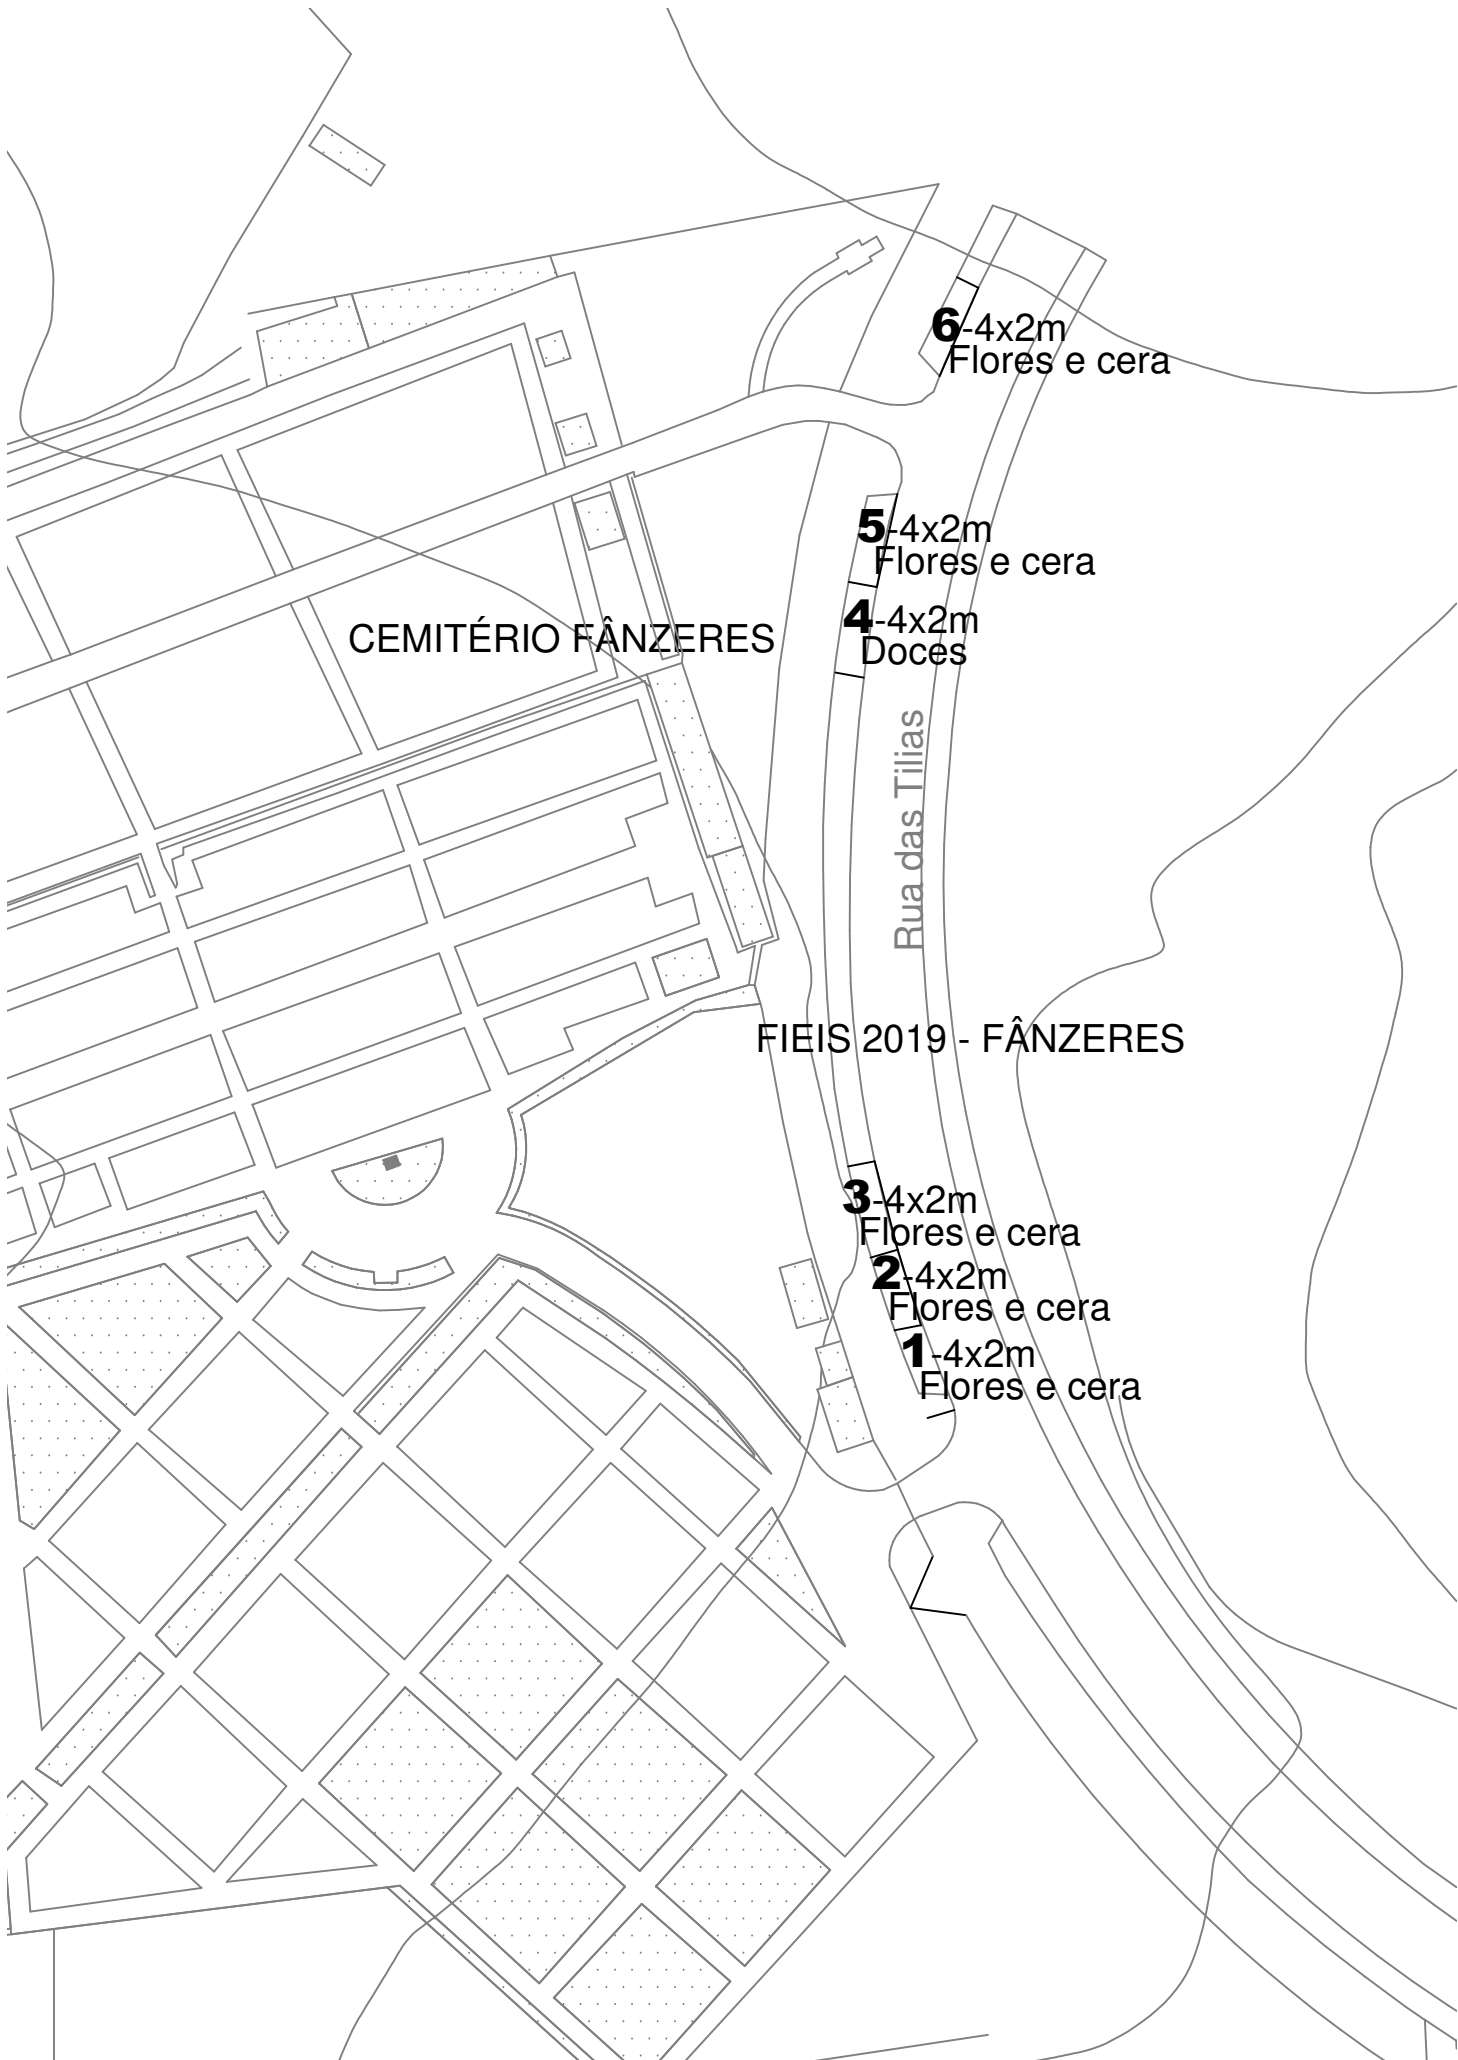 6-4x2m
Flores e cera
5-4x2m
Flores e cera
4-4x2m
Doces
CEMITÉRIO FÂNZERES
Rua das Tilias
FIEIS 2019 - FÂNZERES
3-4x2m
Flores e cera
2-4x2m
Flores e cera
1-4x2m
Flores e cera